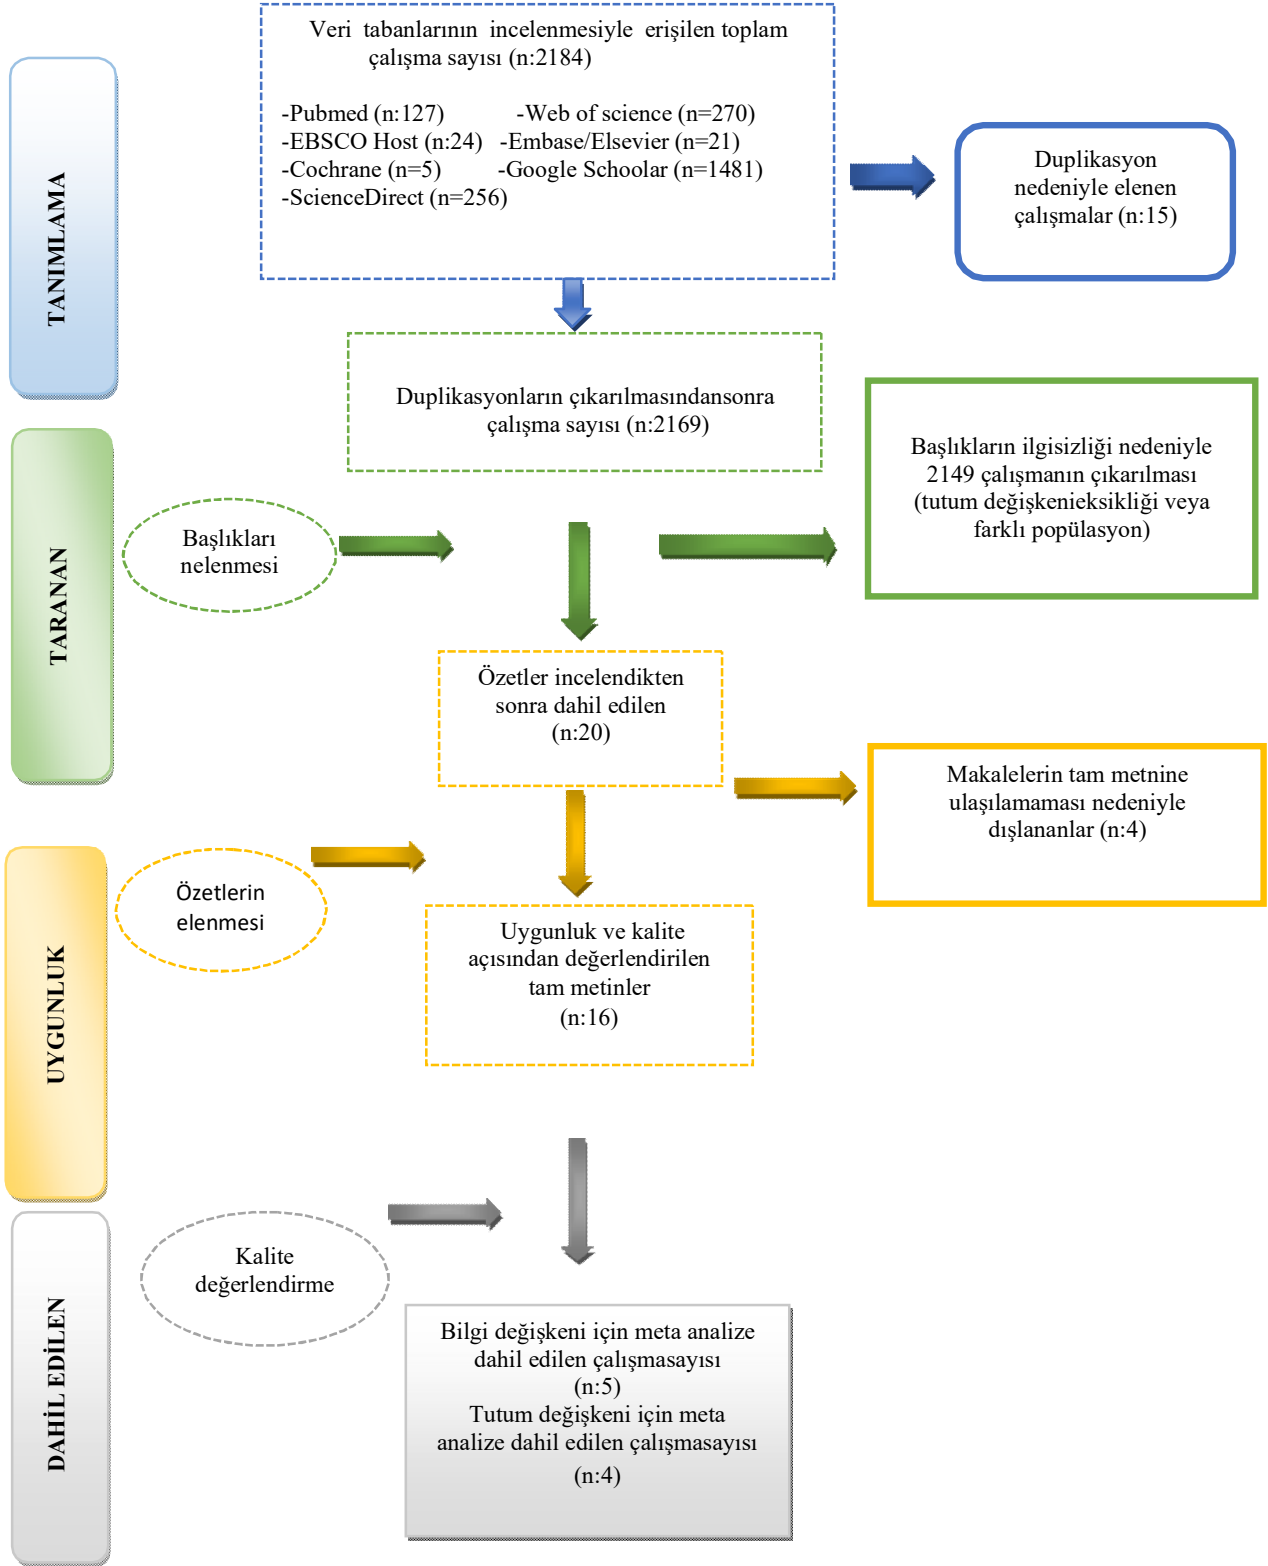 Veri tabanlarının incelenmesiyle erişilen toplam
çalışma sayısı (n:2184)
-Pubmed (n:127) -Web of science (n=270)
-EBSCO Host (n:24) -Embase/Elsevier (n=21)
-Cochrane (n=5) -Google Schoolar (n=1481)
-ScienceDirect (n=256)
Duplikasyon
nedeniyle elenen
çalışmalar (n:15)
TANIMLAMA
Duplikasyonların çıkarılmasındansonra
çalışma sayısı (n:2169)
Başlıkların ilgisizliği nedeniyle
2149 çalışmanın çıkarılması
(tutum değişkenieksikliği veya
farklı popülasyon)
Başlıkları
nelenmesi
TARANAN
Özetler incelendikten
sonra dahil edilen
(n:20)
Makalelerin tam metnine
ulaşılamaması nedeniyle
dışlananlar (n:4)
Özetlerin
elenmesi
UYGUNLUK
Uygunluk ve kalite
açısından değerlendirilen
tam metinler
(n:16)
Kalite
değerlendirme
DAHİL EDİLEN
Bilgi değişkeni için meta analize
dahil edilen çalışmasayısı
(n:5)
Tutum değişkeni için meta
analize dahil edilen çalışmasayısı
(n:4)